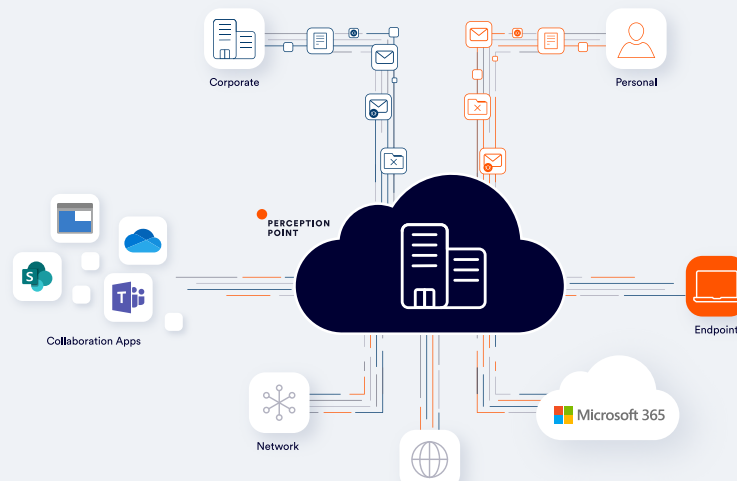 Corporate
Personal
PERCEPTION
POINT
S
T
Collaboration Apps
Endpoint
Microsoft 365
Network